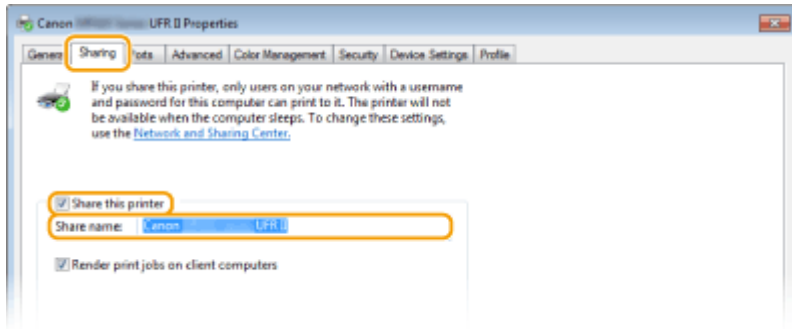 Canon UFR II Properties
General Sharing Ports Advanced Color Management Security Device Settings Profile
If you share this printer, only users on your network with a username
and password for this computer can print to it. The printer will not
be available when the computer sleeps. To change these settings,
use the Network and Sharing Center.
Share this printer
Share name: Canon UFR II
Render print jobs on client computers